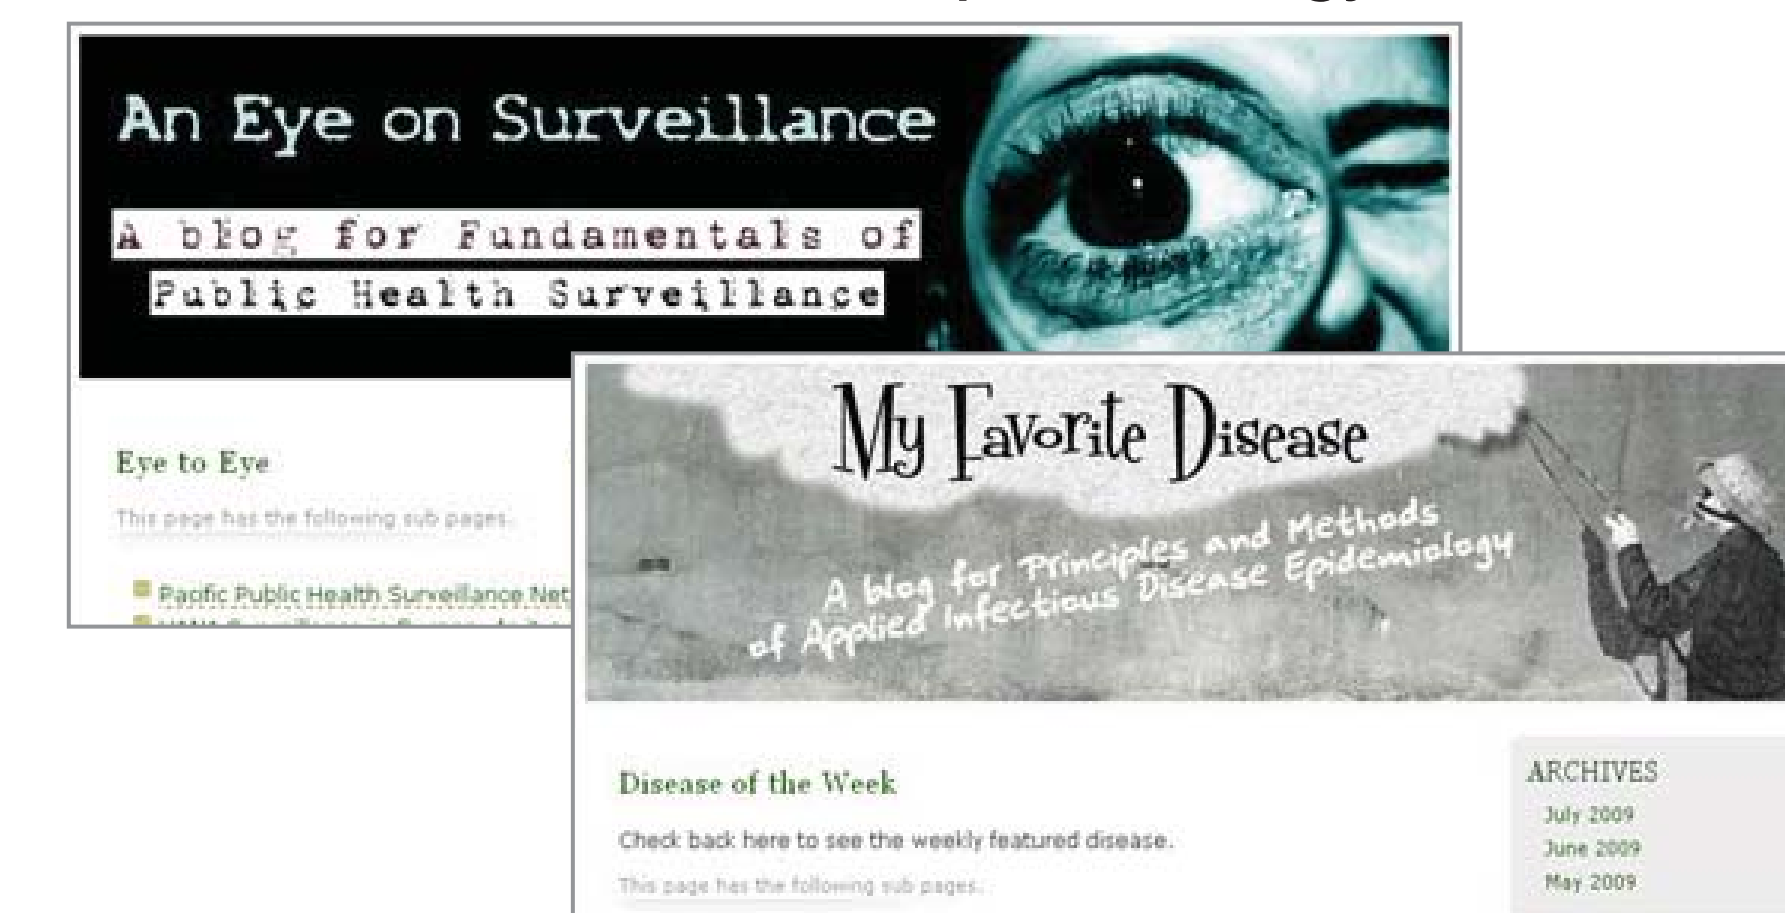 An Eye on Surveillance
A blog for Fundamentals of
Public Health Surveillance
Eye to Eye
This page has the following sub pages.
Pacific Public Health Surveillance Net
My Favorite Disease
A blog for Principles and Methods
of Applied Infectious Disease Epidemiology
Disease of the Week
Check back here to see the weekly featured disease.
This page has the following sub pages.
ARCHIVES
July 2009
June 2009
May 2009